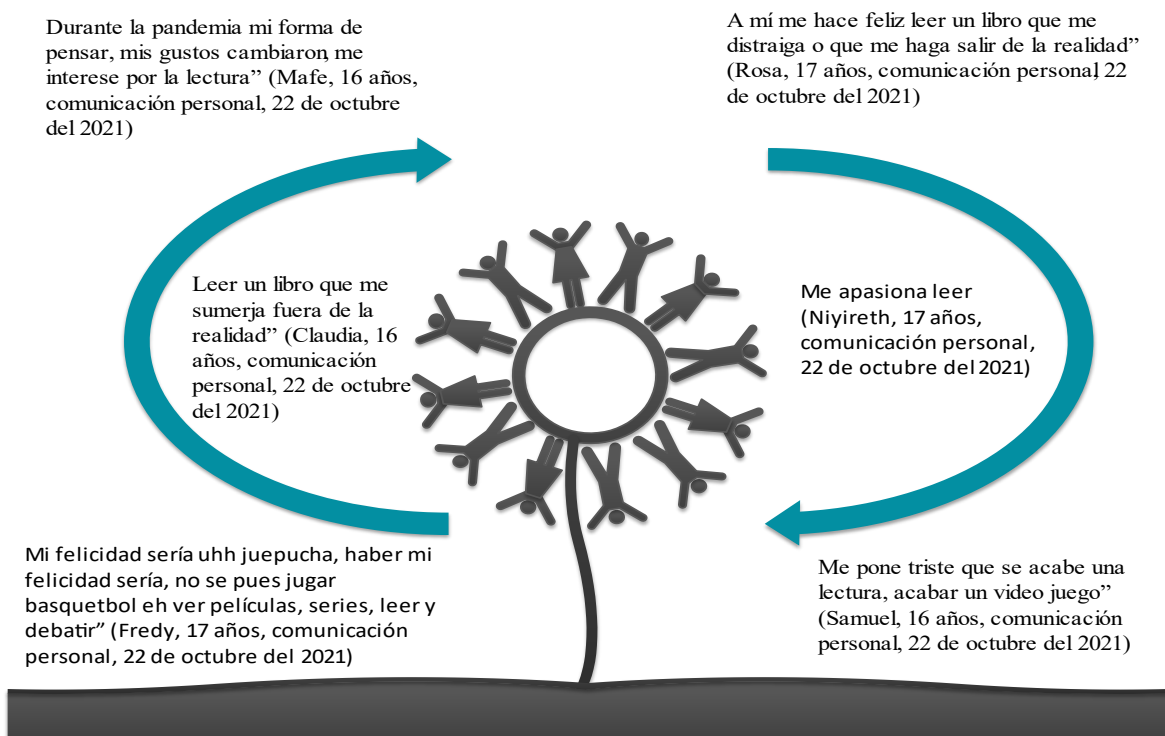 Durante la pandemia mi forma de
pensar, mis gustos cambiaron, me
interese por la lectura” (Mafe, 16 años,
comunicación personal, 22 de octubre
del 2021)
A mí me hace feliz leer un libro que me
distraiga o que me haga salir de la realidad”
(Rosa, 17 años, comunicación personal, 22
de octubre del 2021)
Leer un libro que me
sumerja fuera de la
realidad” (Claudia, 16
años, comunicación
personal, 22 de octubre
del 2021)
Me apasiona leer
(Niyireth, 17 años,
comunicación personal,
22 de octubre del 2021)
Mi felicidad sería uhh juepucha, haber mi
felicidad sería, no se pues jugar
basquetbol eh ver películas, series, leer y
debatir” (Fredy, 17 años, comunicación
personal, 22 de octubre del 2021)
Me pone triste que se acabe una
lectura, acabar un video juego”
(Samuel, 16 años, comunicación
personal, 22 de octubre del 2021)